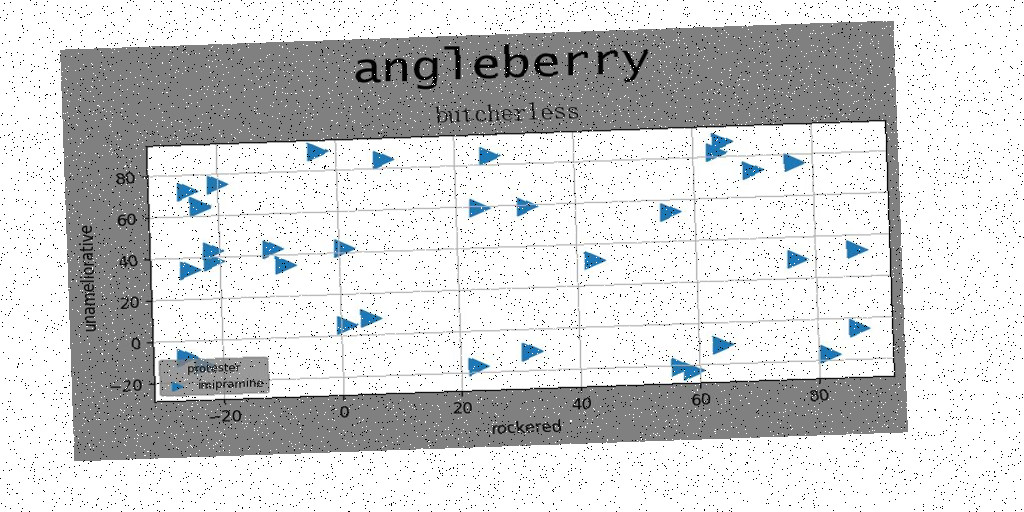 angleberry
butcherless
80
60
40
20
0
−20
unameliorative
−20 0 20 40 60 80
rockered
protaster
imipramine